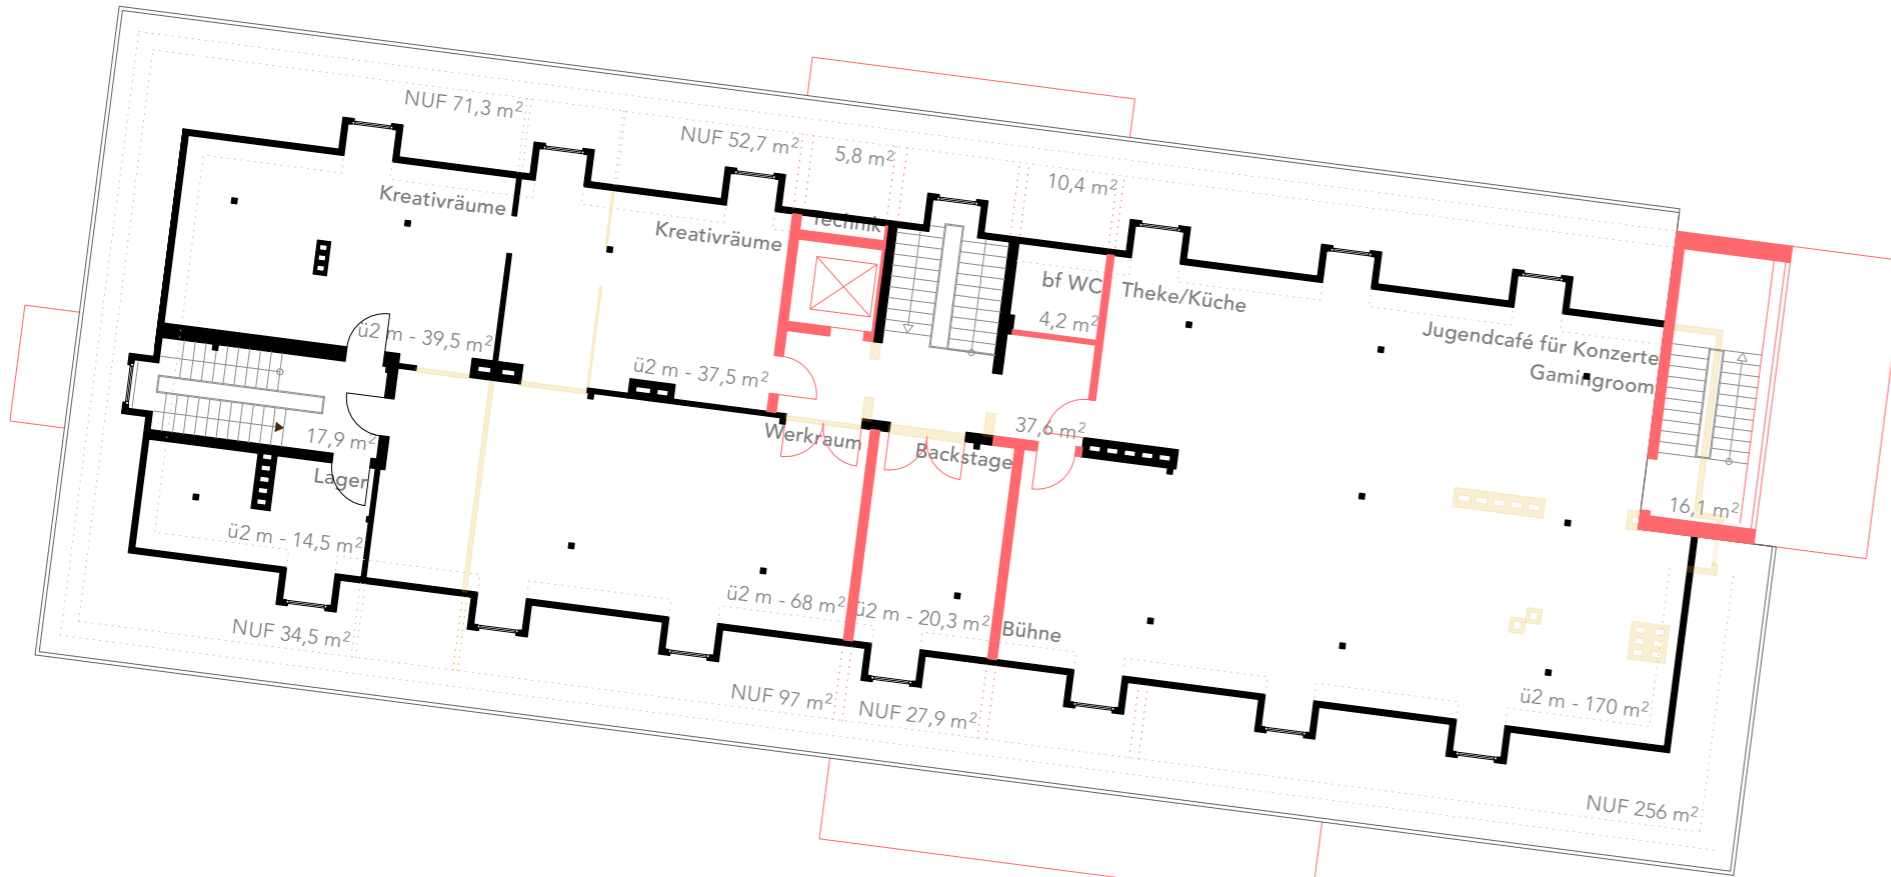 NUF 71,3 m²
NUF 52,7 m²
5,8 m²
10,4 m²
Kreativräume
Kreativräume
Technik
bf WC
Theke/Küche
4,2 m²
Jugendcafé für Konzerte
Gamingroom
ü2 m - 39,5 m²
ü2 m - 37,5 m²
17,9 m²
Lager
Werkraum
Backstage
37,6 m²
16,1 m²
ü2 m - 14,5 m²
ü2 m - 68 m²
ü2 m - 20,3 m²
Bühne
NUF 34,5 m²
NUF 97 m²
NUF 27,9 m²
ü2 m - 170 m²
NUF 256 m²